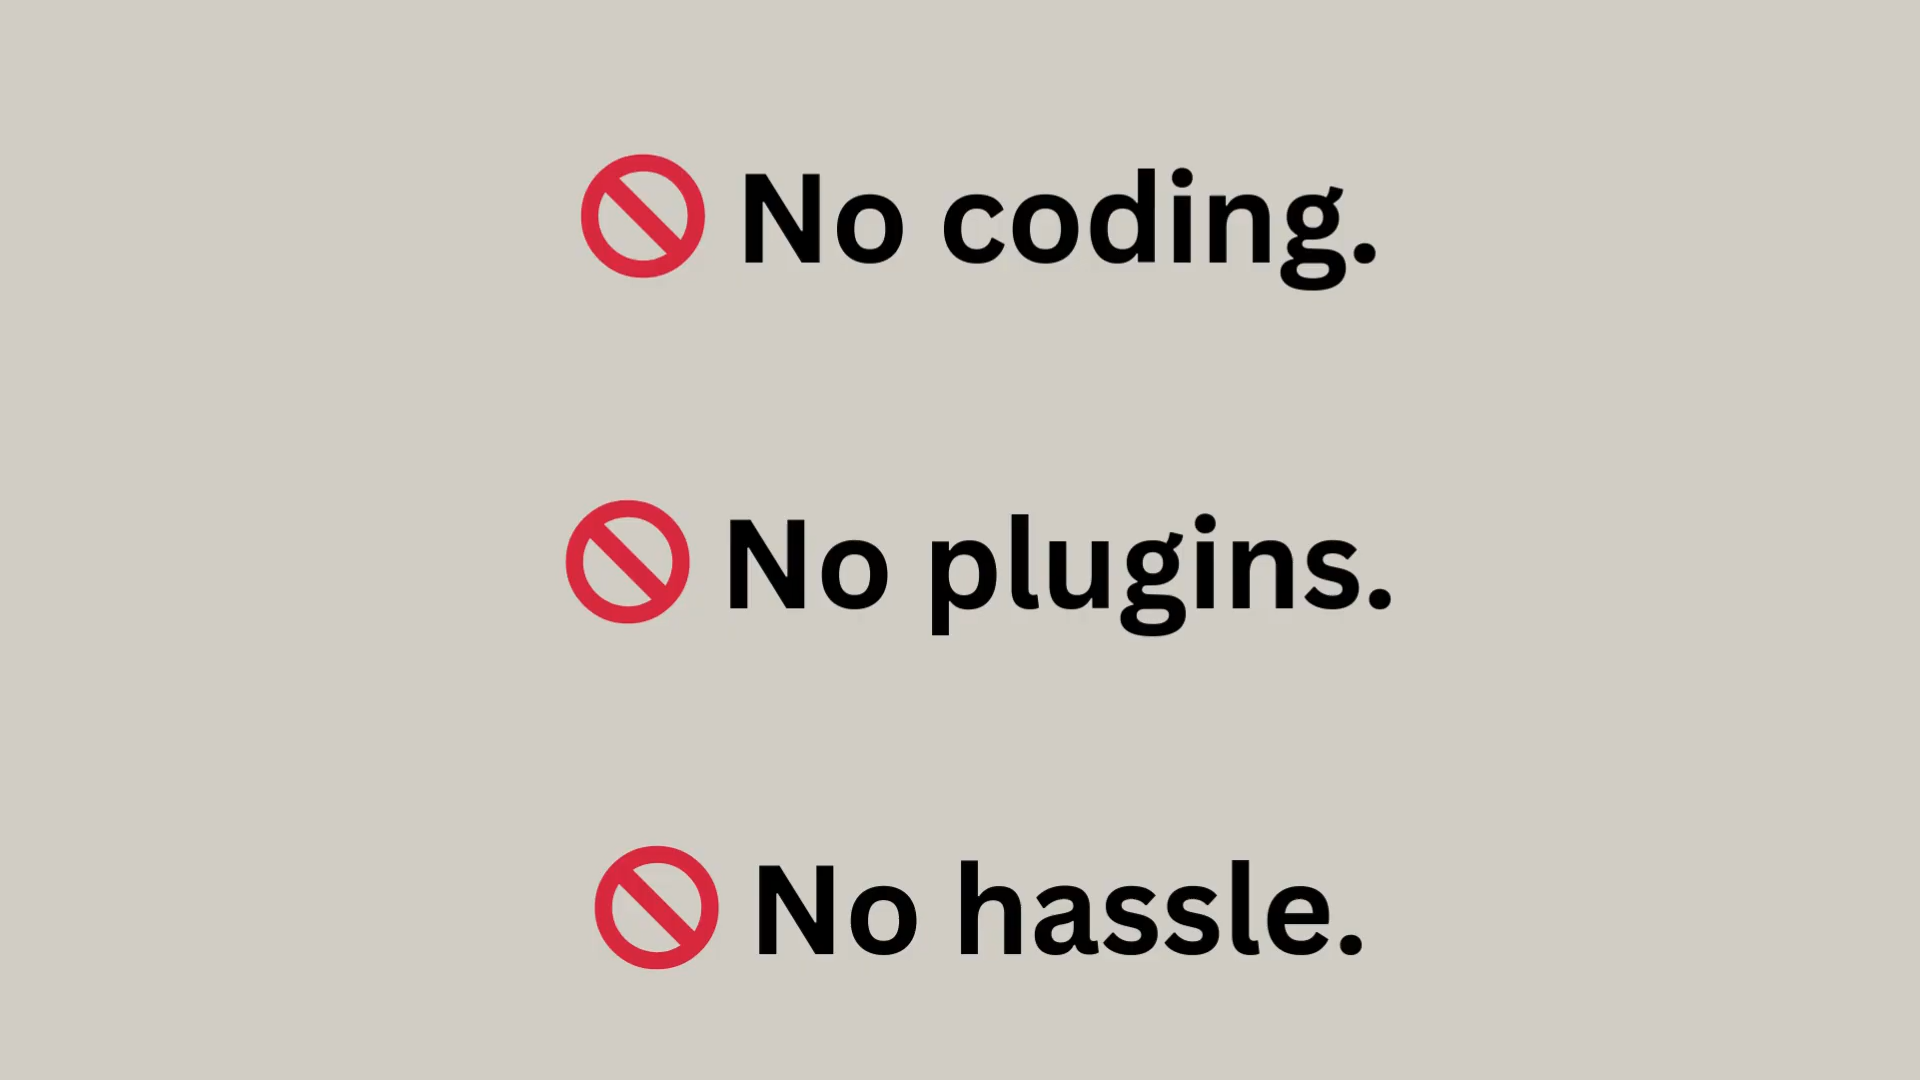 🚫 No coding.
🚫 No plugins.
🚫 No hassle.